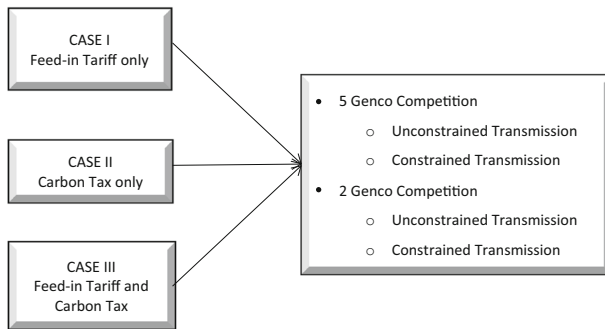 CASE I
Feed-in Tariff only
CASE II
Carbon Tax only
CASE III
Feed-in Tariff and
Carbon Tax
• 5 Genco Competition
o Unconstrained Transmission
o Constrained Transmission
• 2 Genco Competition
o Unconstrained Transmission
o Constrained Transmission